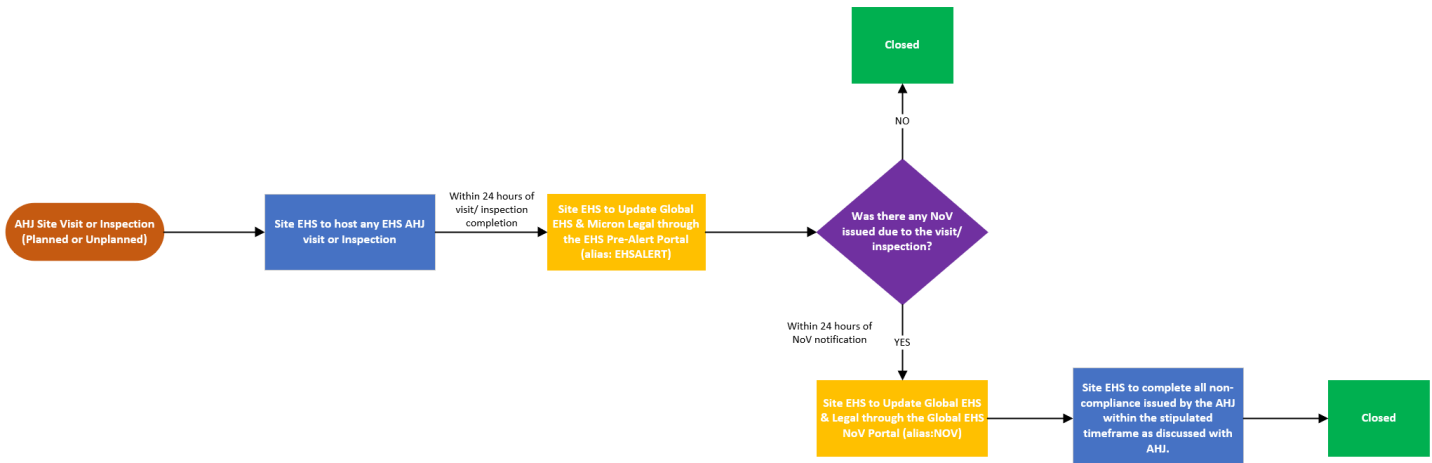 Closed
NO
AHJ Site Visit or Inspection
(Planned or Unplanned)
Site EHS to host any EHS AHJ
visit or Inspection
Within 24 hours of
visit/ inspection
completion
Site EHS to Update Global
EHS & Micron Legal through
the EHS Pre-Alert Portal
(alias: EHSALERT)
Was there any NoV
issued due to the visit/
inspection?
Within 24 hours of
NoV notification
YES
Site EHS to Update Global EHS
& Legal through the Global EHS
NoV Portal (alias:NOV)
Site EHS to complete all non-
compliance issued by the AHJ
within the stipulated
timeframe as discussed with
AHJ.
Closed